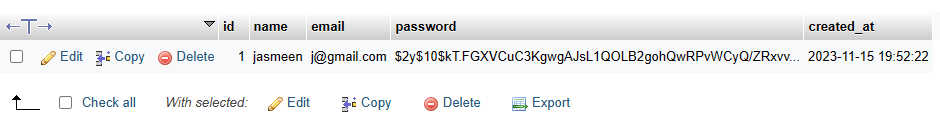 id name email password created_at
Edit Copy Delete 1 jasmeen j@gmail.com $2y$10$kT.FGXVCuC3KgwgAJsL1QOLB2gohQwRPvWCyQ/ZRxvv... 2023-11-15 19:52:22
Check all With selected: Edit Copy Delete Export